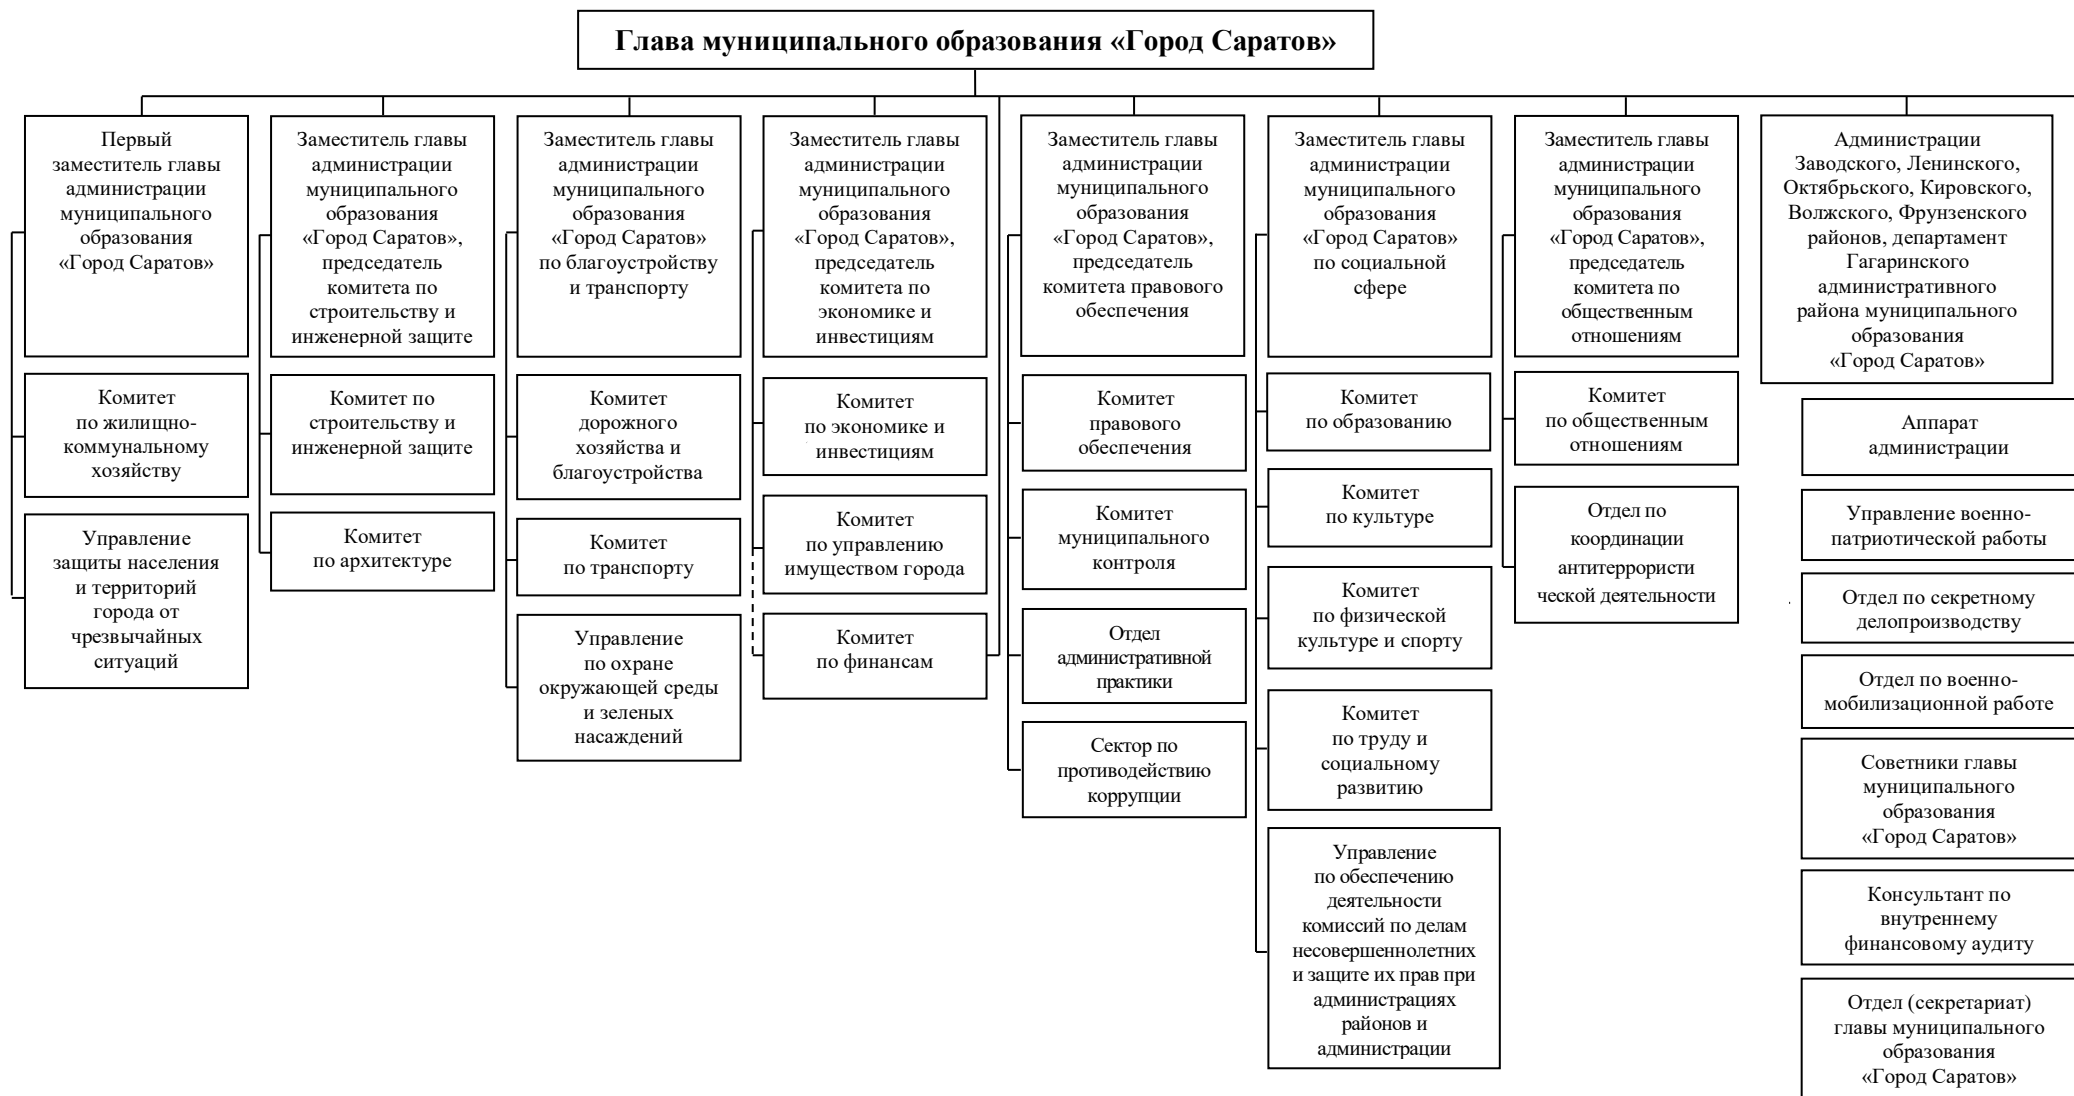 Глава муниципального образования «Город Саратов»
Первый
заместитель главы
администрации
муниципального
образования
«Город Саратов»
Комитет
по жилищно-
коммунальному
хозяйству
Управление
защиты населения
и территорий
города от
чрезвычайных
ситуаций
Заместитель главы
администрации
муниципального
образования
«Город Саратов»,
председатель
комитета по
строительству и
инженерной защите
Комитет по
строительству и
инженерной защите
Комитет
по архитектуре
Заместитель главы
администрации
муниципального
образования
«Город Саратов»
по благоустройству
и транспорту
Комитет
дорожного
хозяйства и
благоустройства
Комитет
по транспорту
Управление
по охране
окружающей среды
и зеленых
насаждений
Заместитель главы
администрации
муниципального
образования
«Город Саратов»,
председатель
комитета по
экономике и
инвестициям
Комитет
по экономике и
инвестициям
Комитет
по управлению
имуществом города
Комитет
по финансам
Заместитель главы
администрации
муниципального
образования
«Город Саратов»,
председатель
комитета правового
обеспечения
Комитет
правового
обеспечения
Комитет
муниципального
контроля
Отдел
административной
практики
Сектор по
противодействию
коррупции
Заместитель главы
администрации
муниципального
образования
«Город Саратов»
по социальной
сфере
Комитет
по образованию
Комитет
по культуре
Комитет
по физической
культуре и спорту
Комитет
по труду и
социальному
развитию
Управление
по обеспечению
деятельности
комиссий по делам
несовершеннолетних
и защите их прав при
администрациях
районов и
администрации
Заместитель главы
администрации
муниципального
образования
«Город Саратов»,
председатель
комитета по
общественным
отношениям
Комитет
по общественным
отношениям
Отдел по
координации
антитеррористи
ческой деятельности
Администрации
Заводского, Ленинского,
Октябрьского, Кировского,
Волжского, Фрунзенского
районов, департамент
Гагаринского
административного
района муниципального
образования
«Город Саратов»
Аппарат
администрации
Управление военно-
патриотической работы
Отдел по секретному
делопроизводству
Отдел по военно-
мобилизационной работе
Советники главы
муниципального
образования
«Город Саратов»
Консультант по
внутреннему
финансовому аудиту
Отдел (секретариат)
главы муниципального
образования
«Город Саратов»